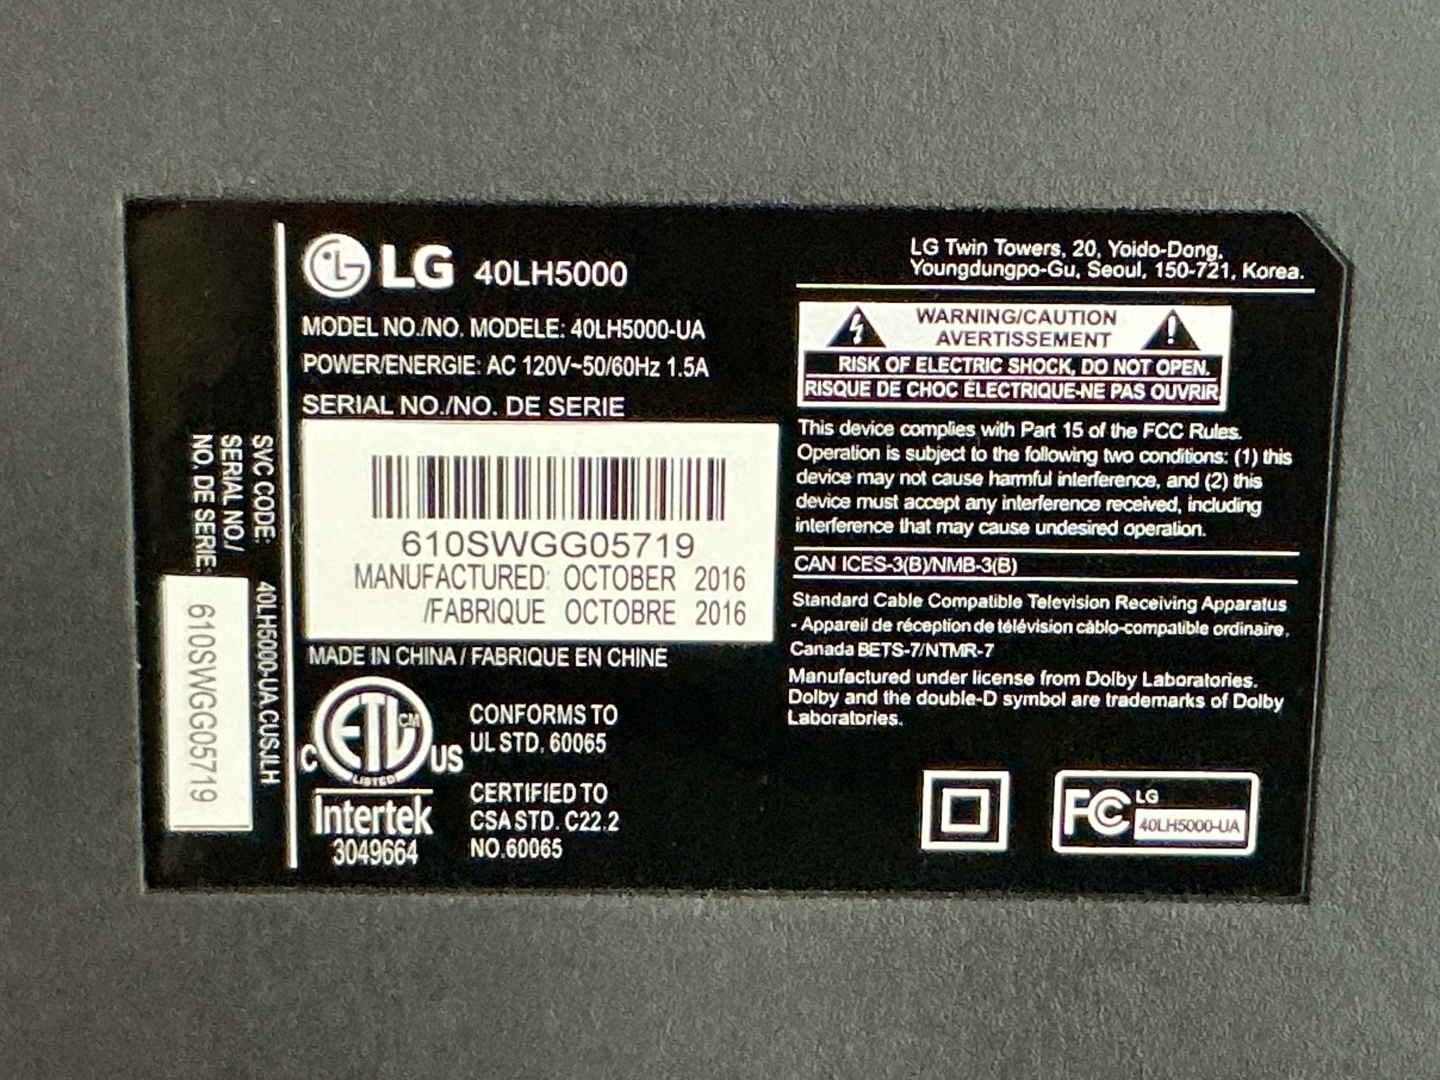 LG 40LH5000
MODEL NO./NO. MODELE: 40LH5000-UA
POWER/ENERGIE: AC 120V~50/60Hz 1.5A
SERIAL NO./NO. DE SERIE
610SWGG05719
MANUFACTURED: OCTOBER 2016
/FABRIQUE OCTOBRE 2016
MADE IN CHINA / FABRIQUE EN CHINE
C ETL CM US
LISTED
Intertek
3049664
CONFORMS TO
UL STD. 60065
CERTIFIED TO
CSA STD. C22.2
NO.60065
LG Twin Towers, 20, Yoido-Dong,
Youngdungpo-Gu, Seoul, 150-721, Korea.
WARNING/CAUTION
AVERTISSEMENT
RISK OF ELECTRIC SHOCK, DO NOT OPEN.
RISQUE DE CHOC ÉLECTRIQUE-NE PAS OUVRIR
This device complies with Part 15 of the FCC Rules.
Operation is subject to the following two conditions: (1) this
device may not cause harmful interference, and (2) this
device must accept any interference received, including
interference that may cause undesired operation.
CAN ICES-3(B)/NMB-3(B)
Standard Cable Compatible Television Receiving Apparatus
- Appareil de réception de télévision câblo-compatible ordinaire,
Canada BETS-7/NTMR-7
Manufactured under license from Dolby Laboratories.
Dolby and the double-D symbol are trademarks of Dolby
Laboratories.
FC LG
40LH5000-UA
SVC CODE: 40LH5000-UA.CUSJLH
SERIAL NO./
NO. DE SERIE: 610SWGG05719